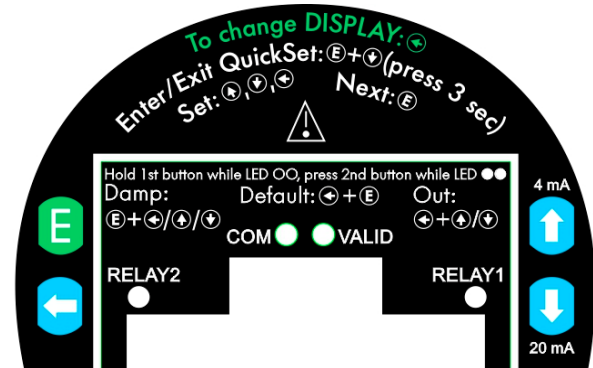 To change DISPLAY:←
Enter/Exit QuickSet:Ⓔ+↓(press 3 sec)
Set:↑,↓,← Next:Ⓔ
Hold 1st button while LED OO, press 2nd button while LED ●●
Damp: Default:←+Ⓔ Out:
Ⓔ+←/↑/↓ ←+↑/↓
COM VALID
RELAY2 RELAY1
E
4 mA
20 mA